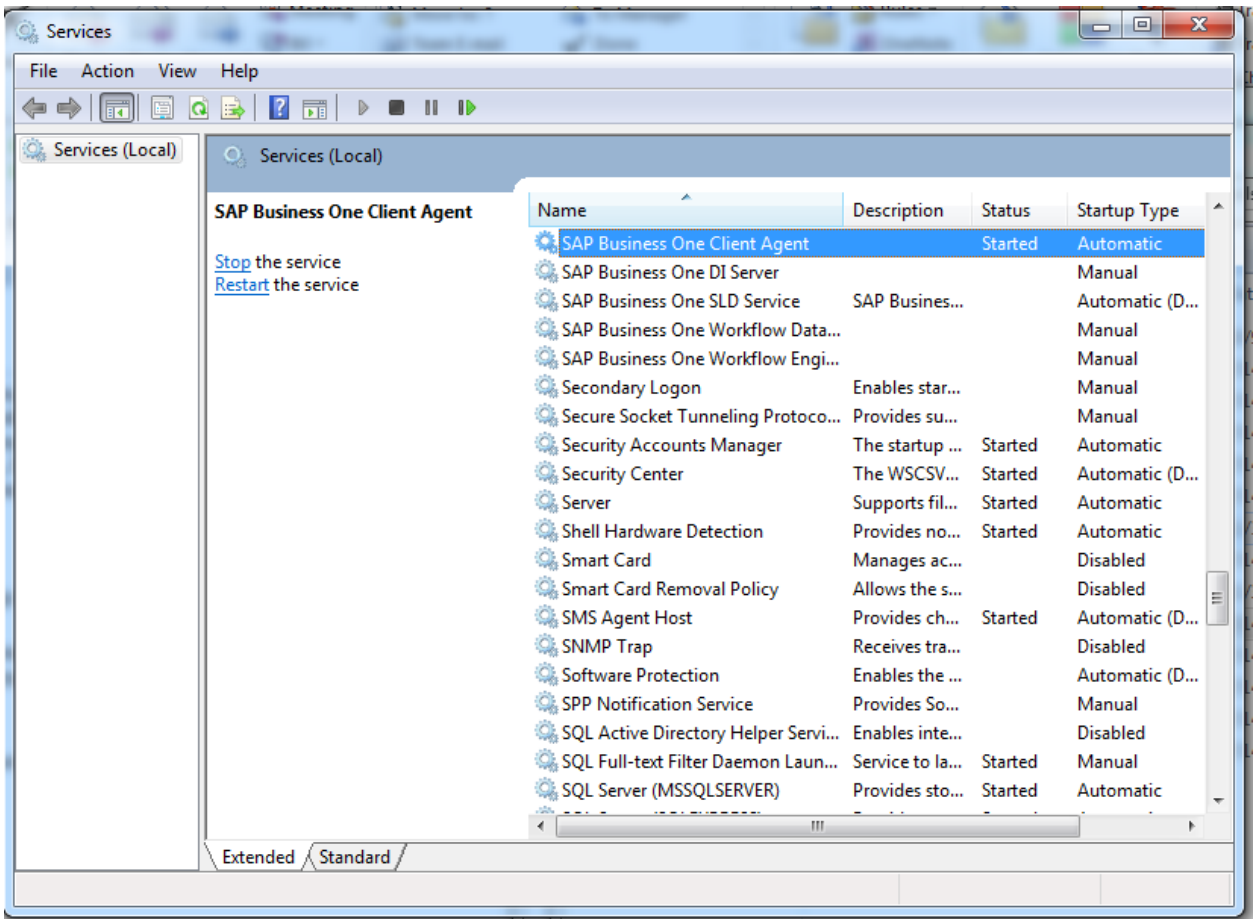 Services
File Action View Help
Services (Local)
Services (Local)
SAP Business One Client Agent
Stop the service
Restart the service
Name Description Status Startup Type
SAP Business One Client Agent Started Automatic
SAP Business One DI Server Manual
SAP Business One SLD Service SAP Busines... Automatic (D...
SAP Business One Workflow Data... Manual
SAP Business One Workflow Engi... Manual
Secondary Logon Enables star... Manual
Secure Socket Tunneling Protoco... Provides su... Manual
Security Accounts Manager The startup ... Started Automatic
Security Center The WSCSV... Started Automatic (D...
Server Supports fil... Started Automatic
Shell Hardware Detection Provides no... Started Automatic
Smart Card Manages ac... Disabled
Smart Card Removal Policy Allows the s... Disabled
SMS Agent Host Provides ch... Started Automatic (D...
SNMP Trap Receives tra... Disabled
Software Protection Enables the ... Automatic (D...
SPP Notification Service Provides So... Manual
SQL Active Directory Helper Servi... Enables inte... Disabled
SQL Full-text Filter Daemon Laun... Service to la... Started Manual
SQL Server (MSSQLSERVER) Provides sto... Started Automatic
Extended Standard